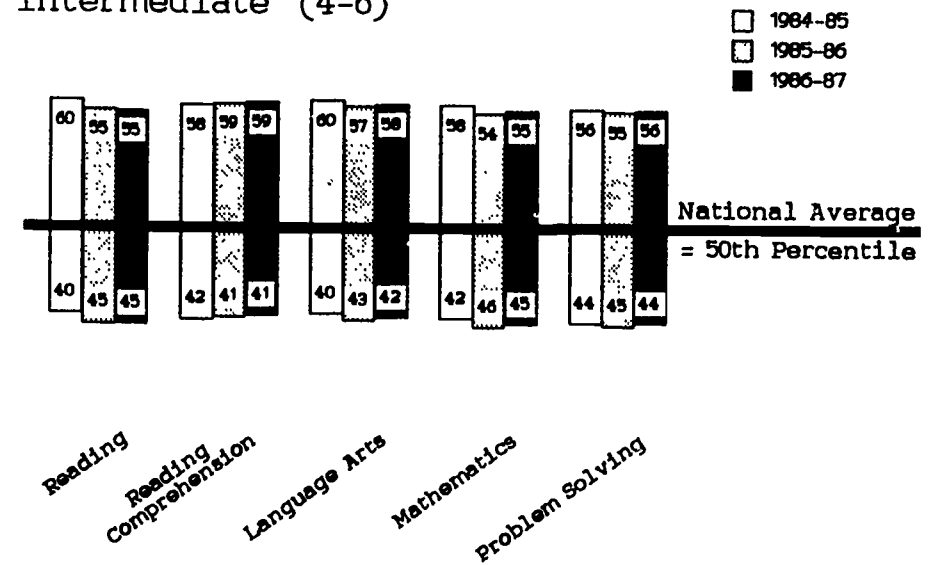 intermediate (4-6)
1984-85
1985-86
1986-87
60 55 55 58 59 59 60 57 58 58 54 55 56 55 56
National Average
= 50th Percentile
40 45 45 42 41 41 40 43 42 42 46 45 44 45 44
Reading
Reading
Comprehension
Language Arts
Mathematics
Problem Solving